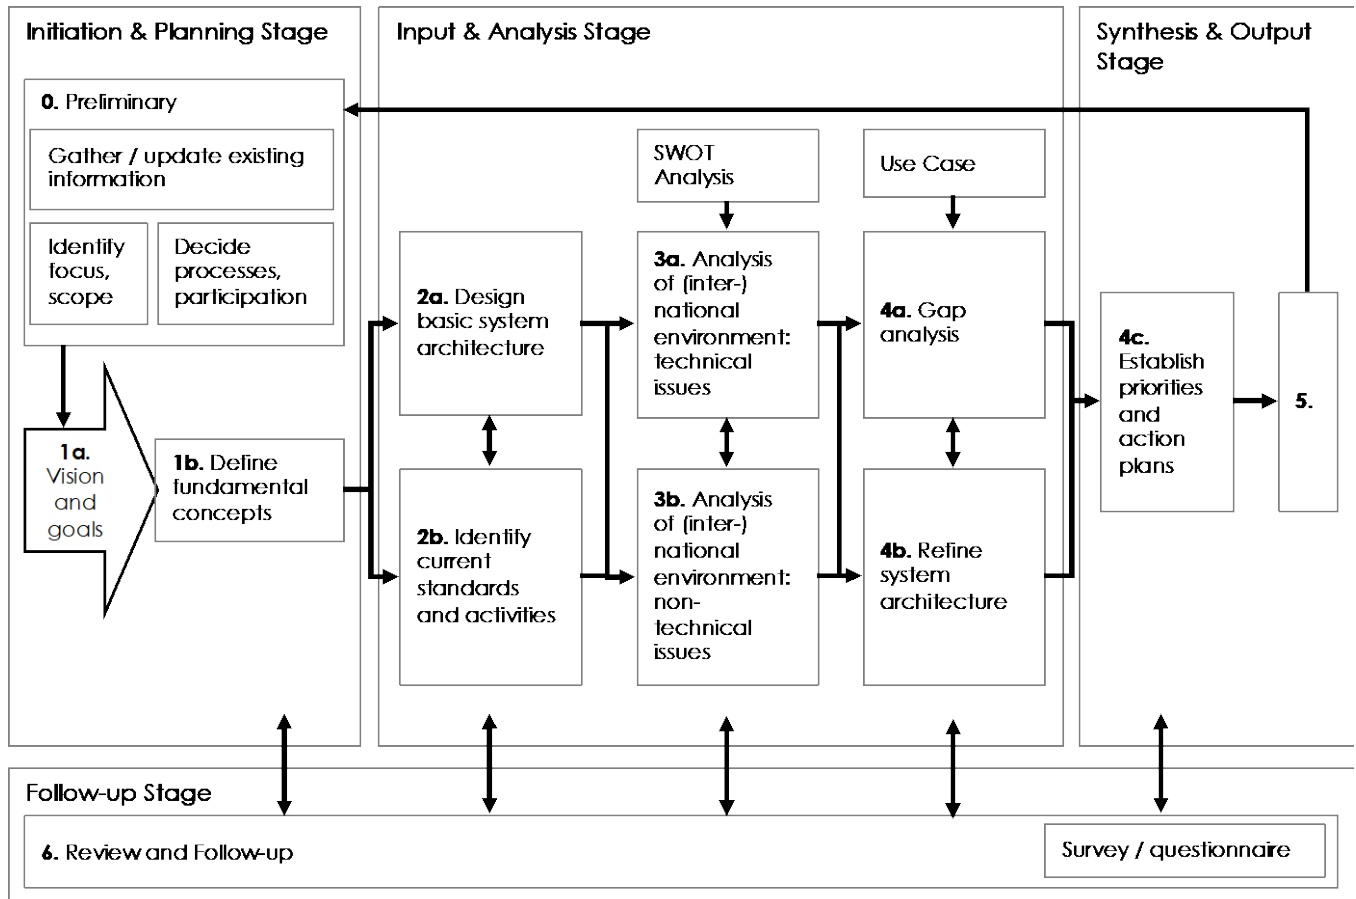 Initiation & Planning Stage
0. Preliminary
Gather / update existing
information
Identify
focus,
scope
Decide
processes,
participation
1a.
Vision
and
goals
1b. Define
fundamental
concepts
Input & Analysis Stage
SWOT
Analysis
Use Case
2a. Design
basic system
architecture
2b. Identify
current
standards
and activities
3a. Analysis
of (inter-)
national
environment:
technical
issues
3b. Analysis
of (inter-)
national
environment:
non-
technical
issues
4a. Gap
analysis
4b. Refine
system
architecture
Synthesis & Output
Stage
4c.
Establish
priorities
and
action
plans
5.
Follow-up Stage
6. Review and Follow-up
Survey / questionnaire